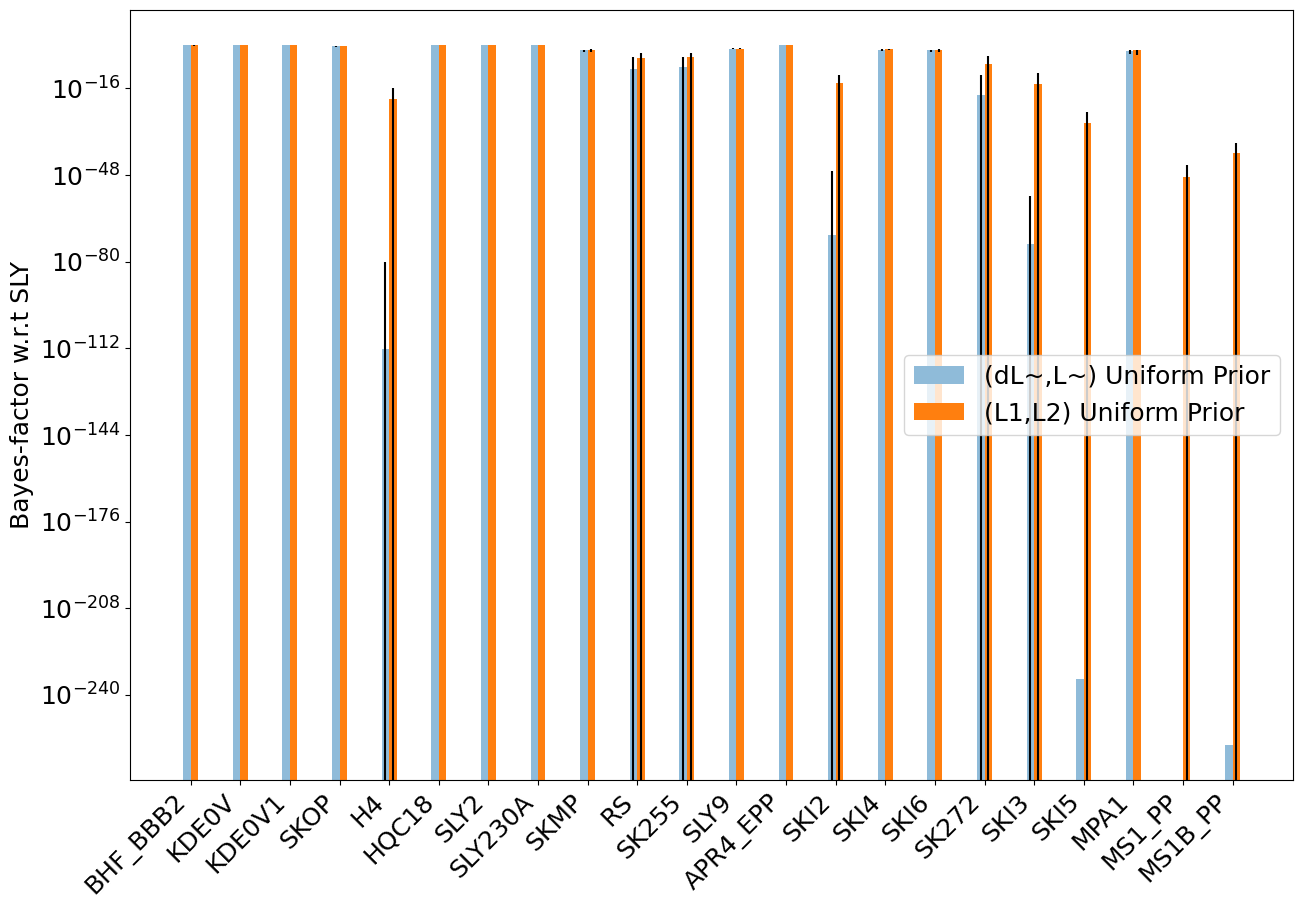 Bayes-factor w.r.t SLY
10^−16
10^−48
10^−80
10^−112
10^−144
10^−176
10^−208
10^−240
(dL~,L~) Uniform Prior
(L1,L2) Uniform Prior
BHF_BBB2
KDE0V
KDE0V1
SKOP
H4
HQC18
SLY2
SLY230A
SKMP
RS
SK255
SLY9
APR4_EPP
SKI2
SKI4
SKI6
SK272
SKI3
SKI5
MPA1
MS1_PP
MS1B_PP